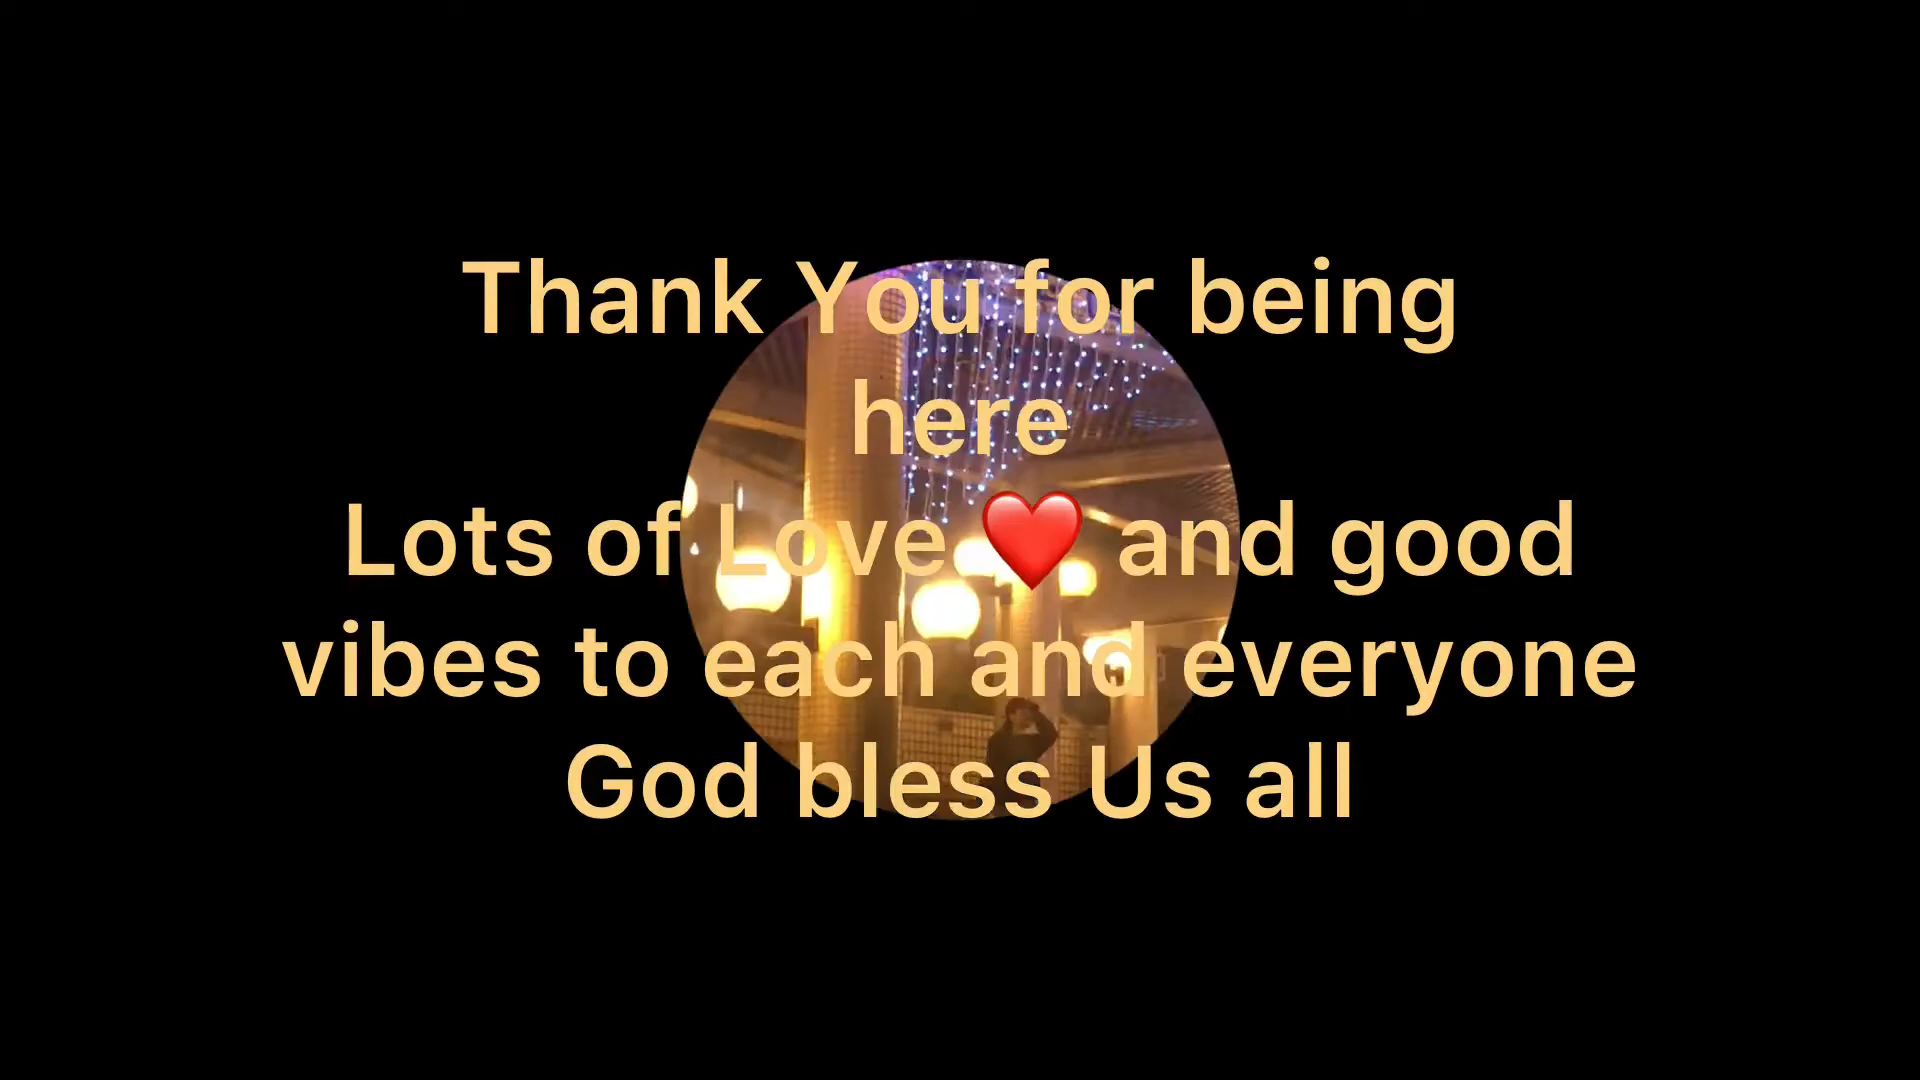 Thank You for being
here
Lots of Love ❤️ and good
vibes to each and everyone
God bless Us all